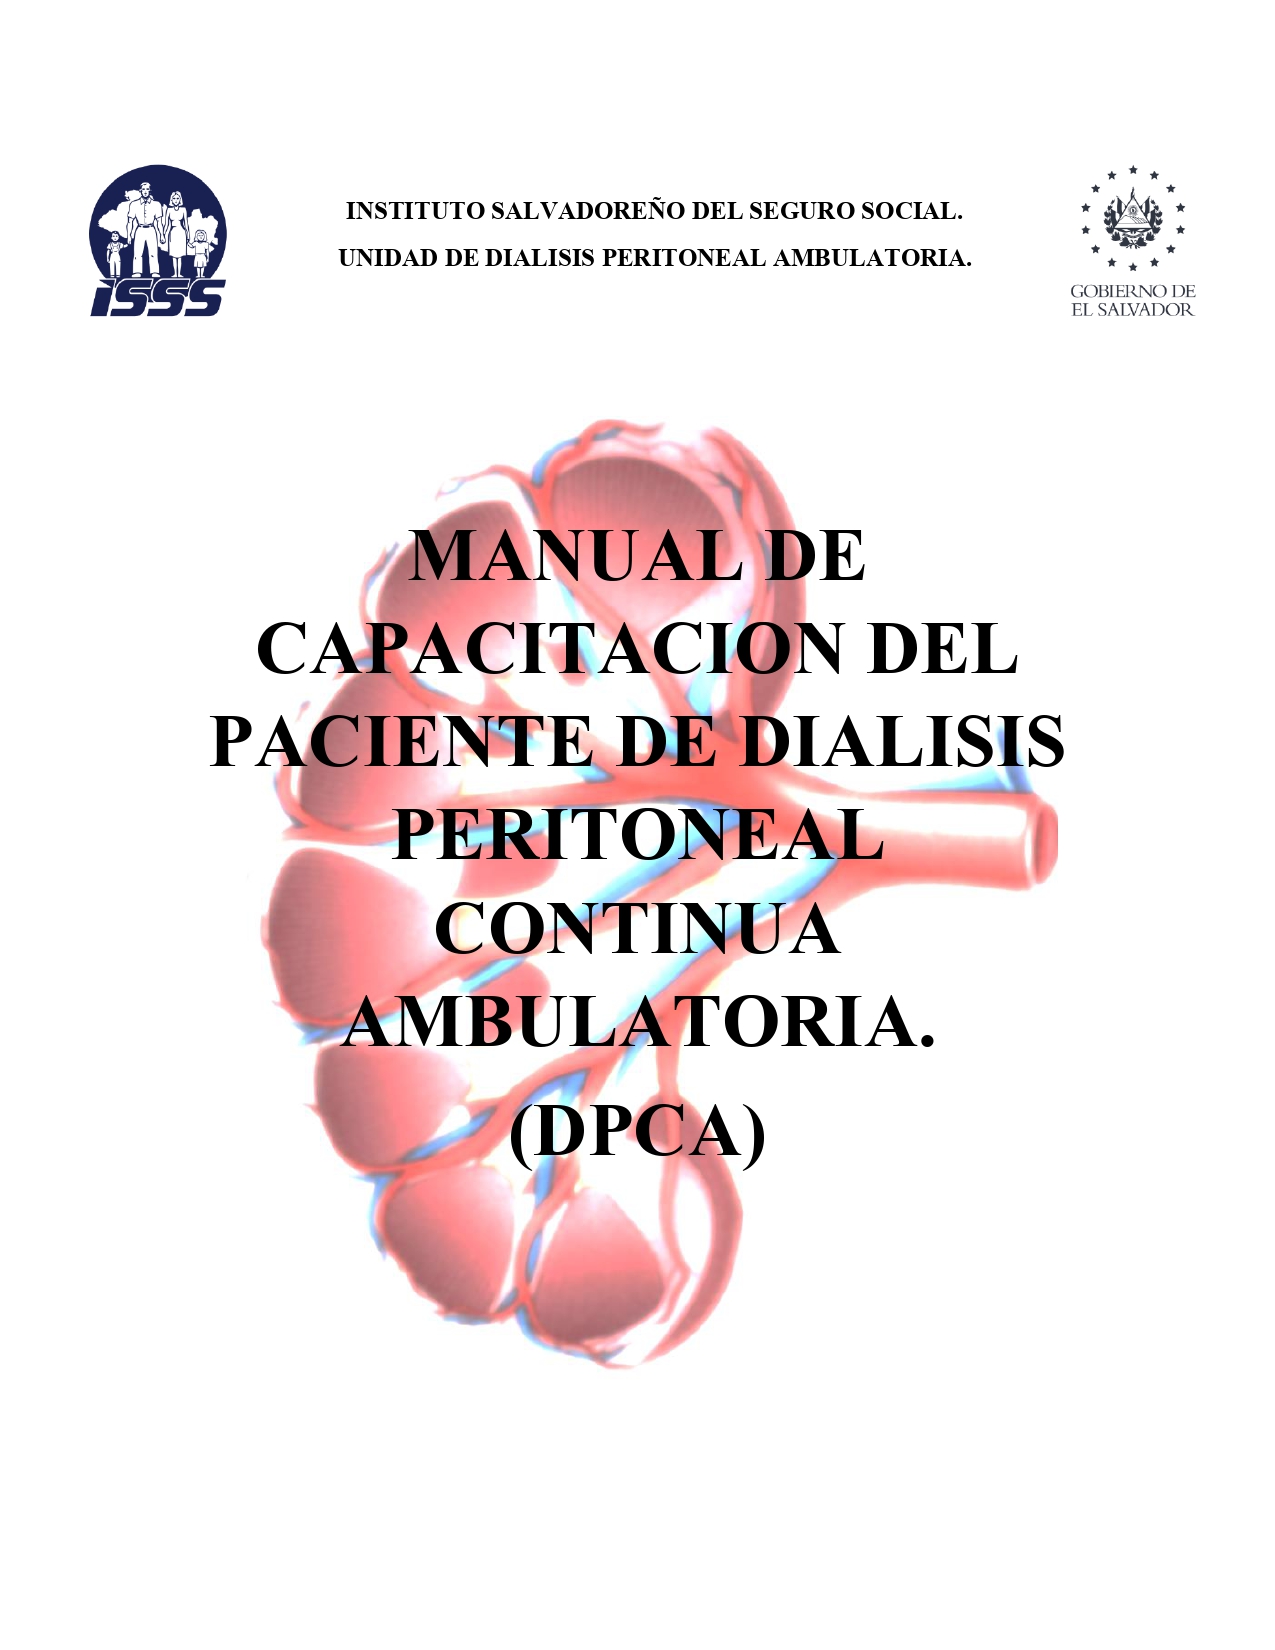 INSTITUTO SALVADOREÑO DEL SEGURO SOCIAL.
UNIDAD DE DIALISIS PERITONEAL AMBULATORIA.
ISSS
GOBIERNO DE
EL SALVADOR
MANUAL DE
CAPACITACION DEL
PACIENTE DE DIALISIS
PERITONEAL
CONTINUA
AMBULATORIA.
(DPCA)